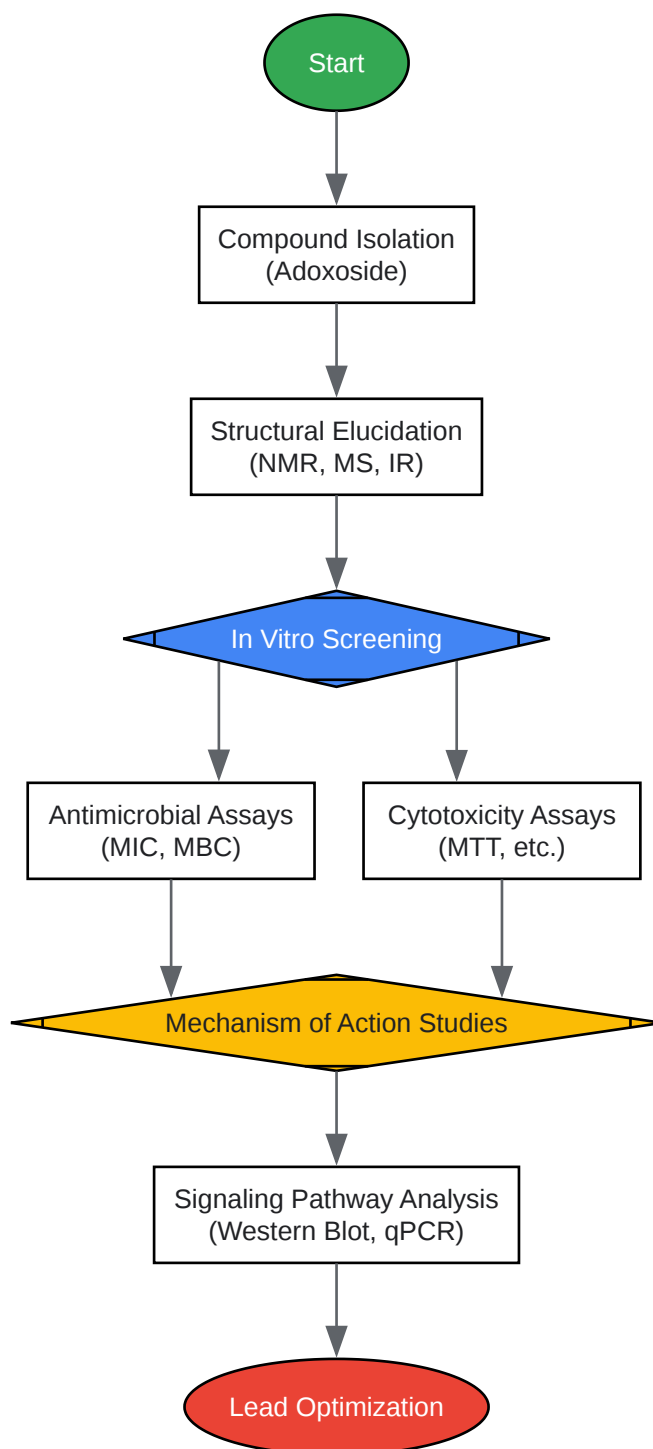 Start
Compound Isolation
(Adoxoside)
Structural Elucidation
(NMR, MS, IR)
In Vitro Screening
Antimicrobial Assays
(MIC, MBC)
Cytotoxicity Assays
(MTT, etc.)
Mechanism of Action Studies
Signaling Pathway Analysis
(Western Blot, qPCR)
Lead Optimization